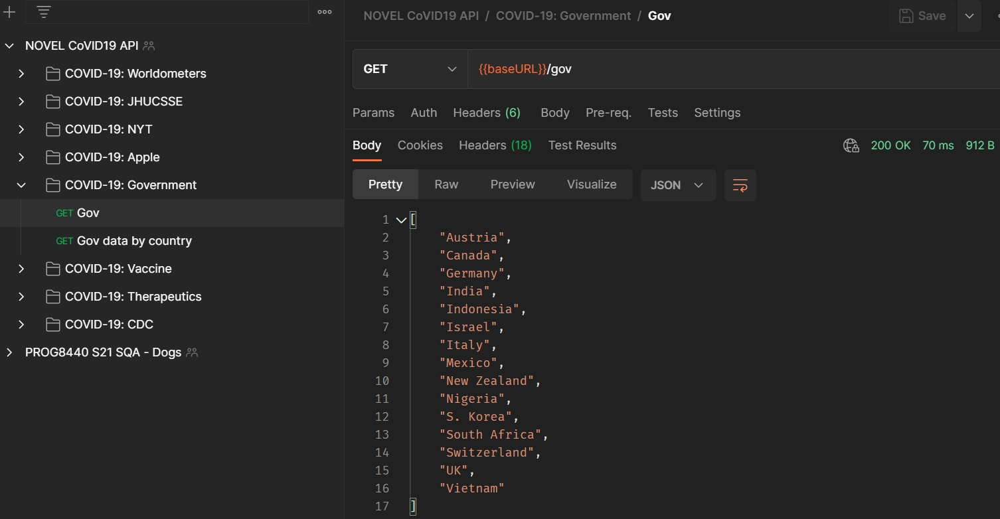 NOVEL CoVID19 API
COVID-19: Worldometers
COVID-19: JHUCSSE
COVID-19: NYT
COVID-19: Apple
COVID-19: Government
GET Gov
GET Gov data by country
COVID-19: Vaccine
COVID-19: Therapeutics
COVID-19: CDC
PROG8440 S21 SQA - Dogs
NOVEL CoVID19 API / COVID-19: Government / Gov
Save
GET
{{baseURL}}/gov
Params Auth Headers (6) Body Pre-req. Tests Settings
Body Cookies Headers (18) Test Results
200 OK 70 ms 912 B
Pretty Raw Preview Visualize JSON
1 [
2 "Austria",
3 "Canada",
4 "Germany",
5 "India",
6 "Indonesia",
7 "Israel",
8 "Italy",
9 "Mexico",
10 "New Zealand",
11 "Nigeria",
12 "S. Korea",
13 "South Africa",
14 "Switzerland",
15 "UK",
16 "Vietnam"
17 ]